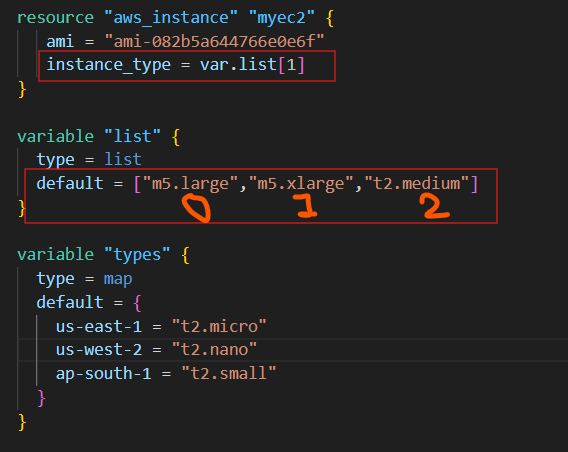 resource "aws_instance" "myec2" {
ami = "ami-082b5a644766e0e6f"
instance_type = var.list[1]
}
variable "list" {
type = list
default = ["m5.large","m5.xlarge","t2.medium"]
0 1 2
}
variable "types" {
type = map
default = {
us-east-1 = "t2.micro"
us-west-2 = "t2.nano"
ap-south-1 = "t2.small"
}
}